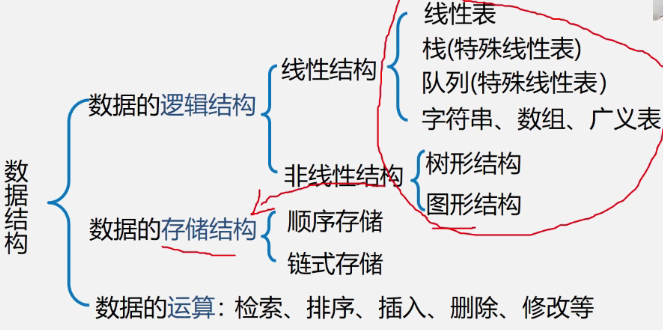 线性表
栈(特殊线性表)
队列(特殊线性表)
字符串、数组、广义表
线性结构
数据的逻辑结构
非线性结构
树形结构
图形结构
数据结构
数据的存储结构
顺序存储
链式存储
数据的运算：检索、排序、插入、删除、修改等